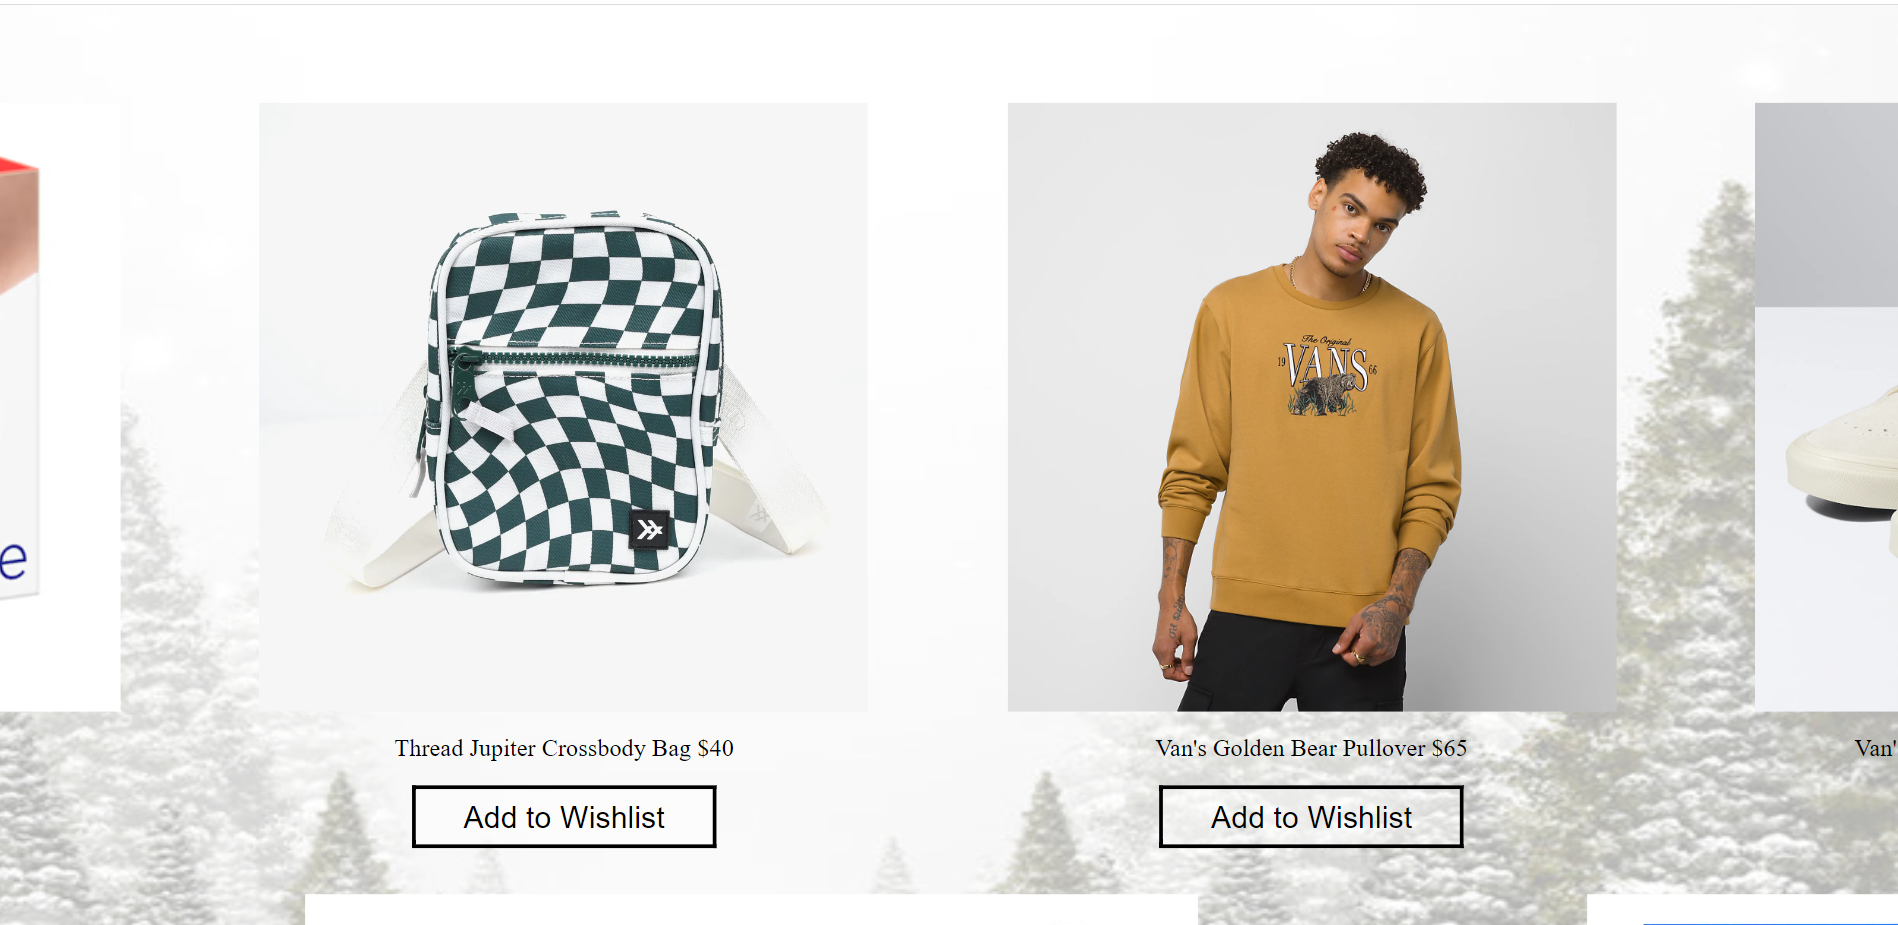 The Original
19 VANS 66
e
Thread Jupiter Crossbody Bag $40
Van's Golden Bear Pullover $65
Van'
Add to Wishlist
Add to Wishlist